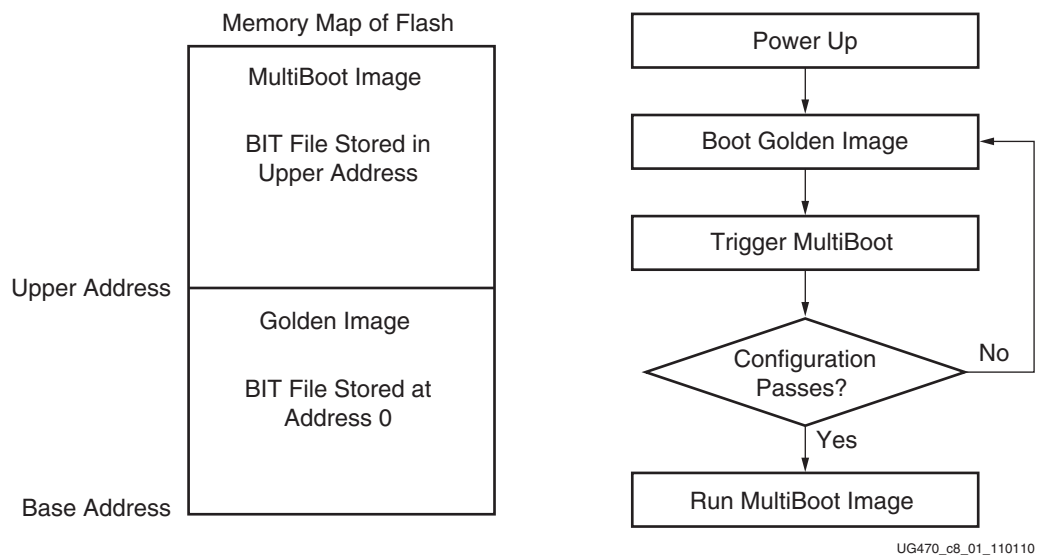 Memory Map of Flash
MultiBoot Image
BIT File Stored in
Upper Address
Upper Address
Golden Image
BIT File Stored at
Address 0
Base Address
Power Up
Boot Golden Image
Trigger MultiBoot
Configuration
Passes?
No
Yes
Run MultiBoot Image
UG470_c8_01_110110